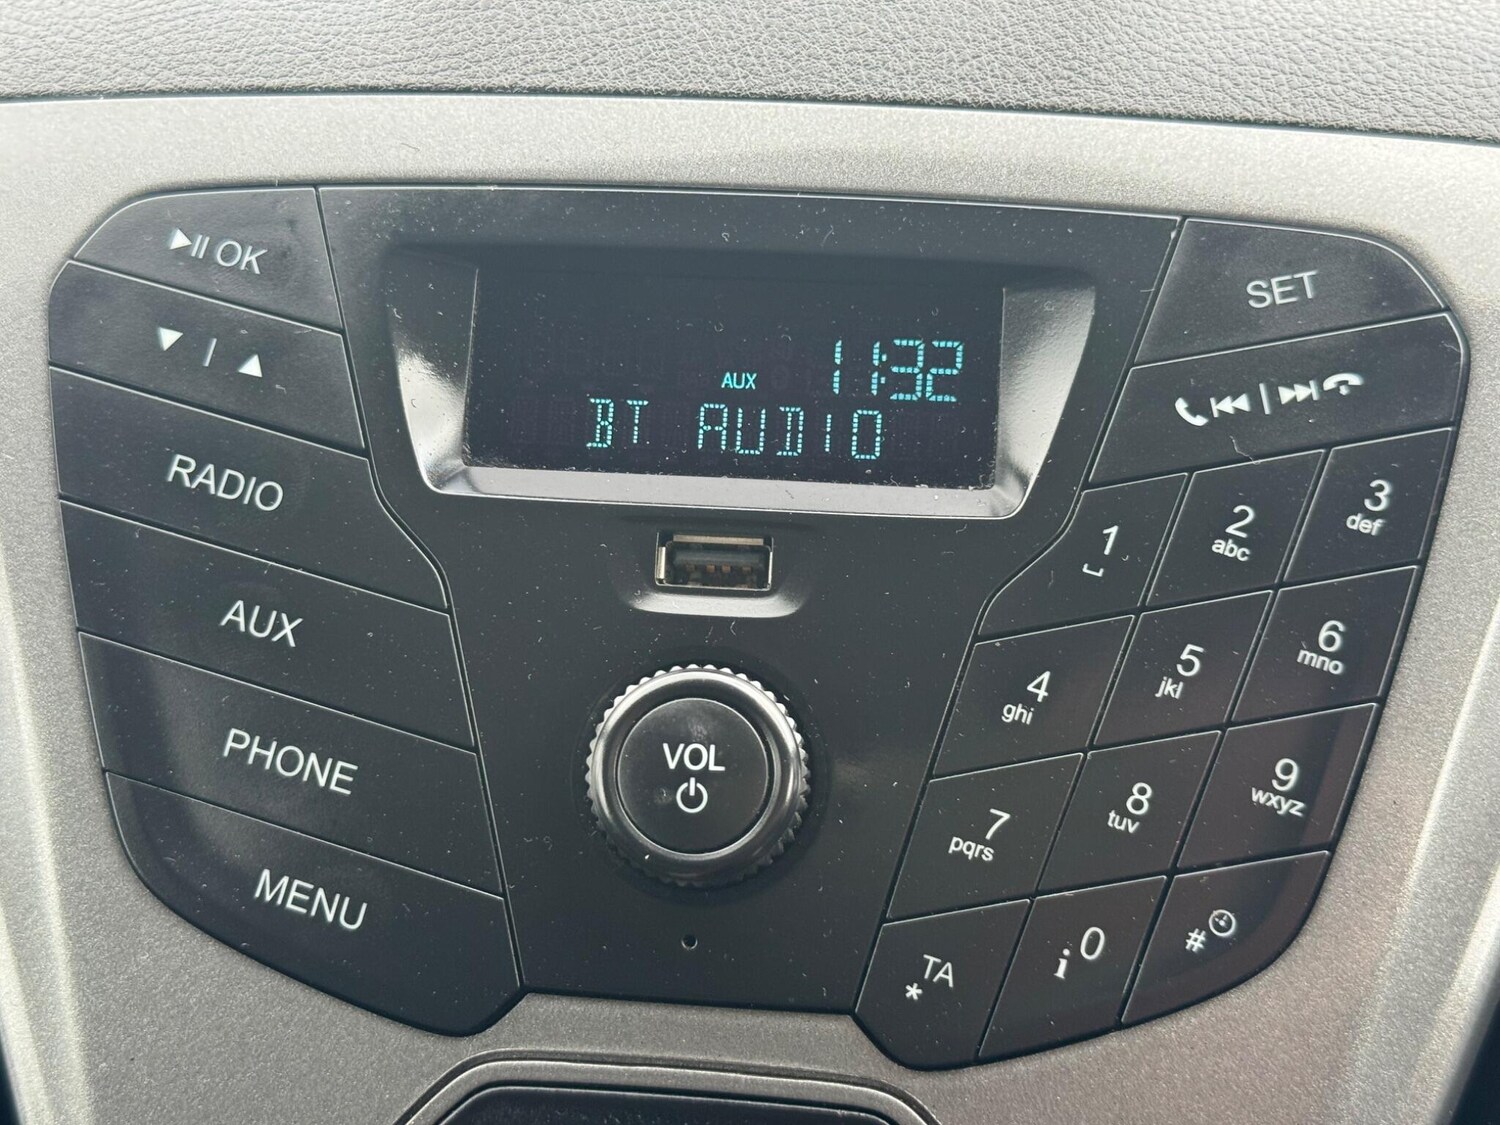 OK
RADIO
AUX
PHONE
MENU
AUX 11:32
BT AUDIO
VOL
SET
1
2
abc
3
def
4
ghi
5
jkl
6
mno
7
pqrs
8
tuv
9
wxyz
* TA
i 0
#